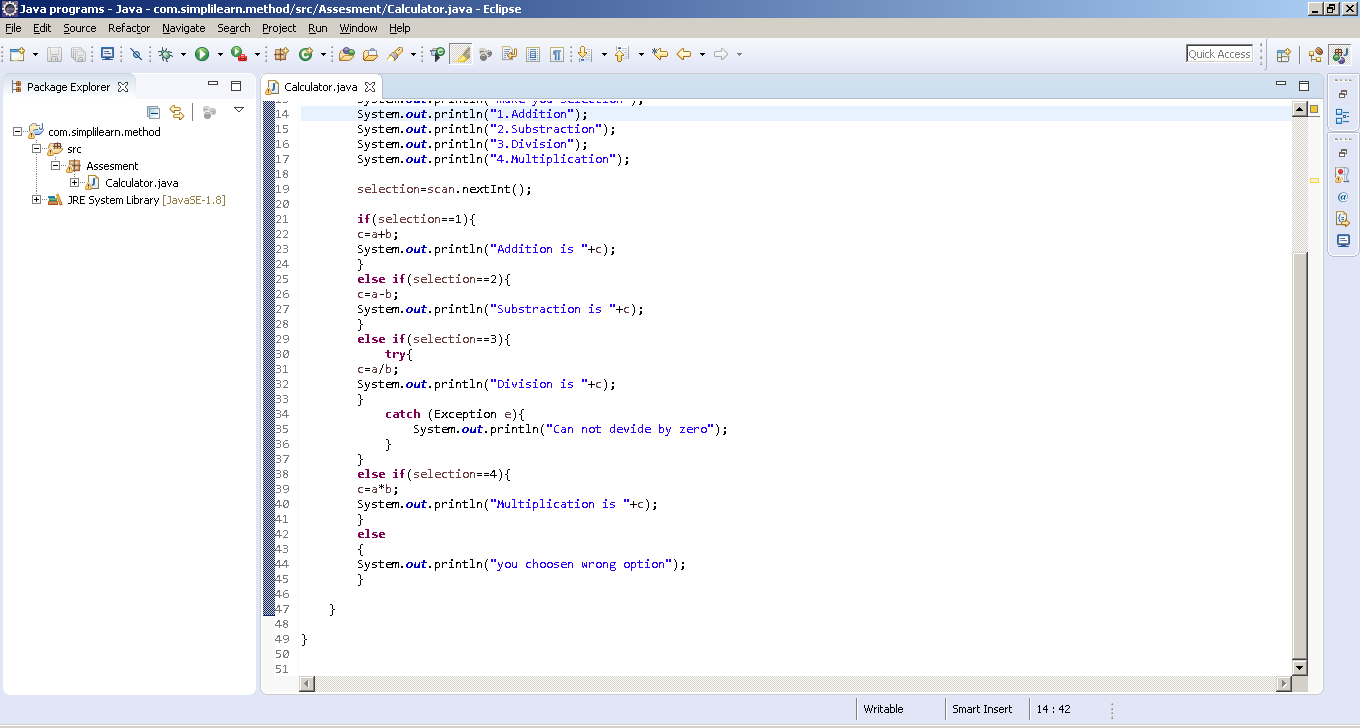 Java programs - Java - com.simplilearn.method/src/Assesment/Calculator.java - Eclipse
File Edit Source Refactor Navigate Search Project Run Window Help
Quick Access
Package Explorer
Calculator.java
com.simplilearn.method
src
Assesment
Calculator.java
JRE System Library [JavaSE-1.8]
13 System.out.println("make you selection");
14 System.out.println("1.Addition");
15 System.out.println("2.Substraction");
16 System.out.println("3.Division");
17 System.out.println("4.Multiplication");
18
19 selection=scan.nextInt();
20
21 if(selection==1){
22 c=a+b;
23 System.out.println("Addition is "+c);
24 }
25 else if(selection==2){
26 c=a-b;
27 System.out.println("Substraction is "+c);
28 }
29 else if(selection==3){
30 try{
31 c=a/b;
32 System.out.println("Division is "+c);
33 }
34 catch (Exception e){
35 System.out.println("Can not devide by zero");
36 }
37 }
38 else if(selection==4){
39 c=a*b;
40 System.out.println("Multiplication is "+c);
41 }
42 else
43 {
44 System.out.println("you choosen wrong option");
45 }
46
47 }
48
49 }
50
51
Writable Smart Insert 14 : 42